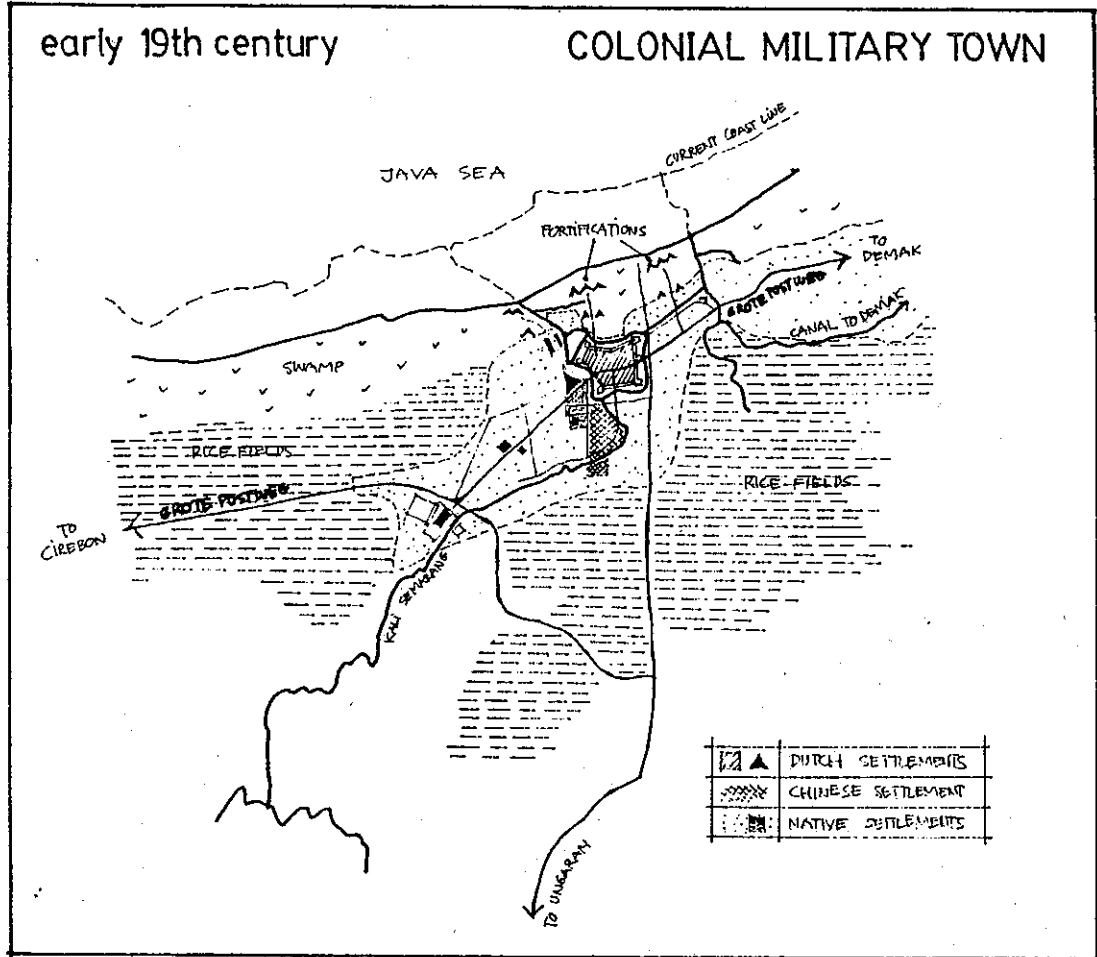 early 19th century
COLONIAL MILITARY TOWN
CURRENT COAST LINE
JAVA SEA
FORTIFICATIONS
TO
DEMAK
GROTE POSTWEG
CANAL TO DEMAK
SWAMP
RICE FIELDS
RICE FIELDS
GROTE POSTWEG
TO
CIREBON
KALI SEMARANG
DUTCH SETTLEMENTS
CHINESE SETTLEMENT
NATIVE SETTLEMENTS
TO UNGARAN